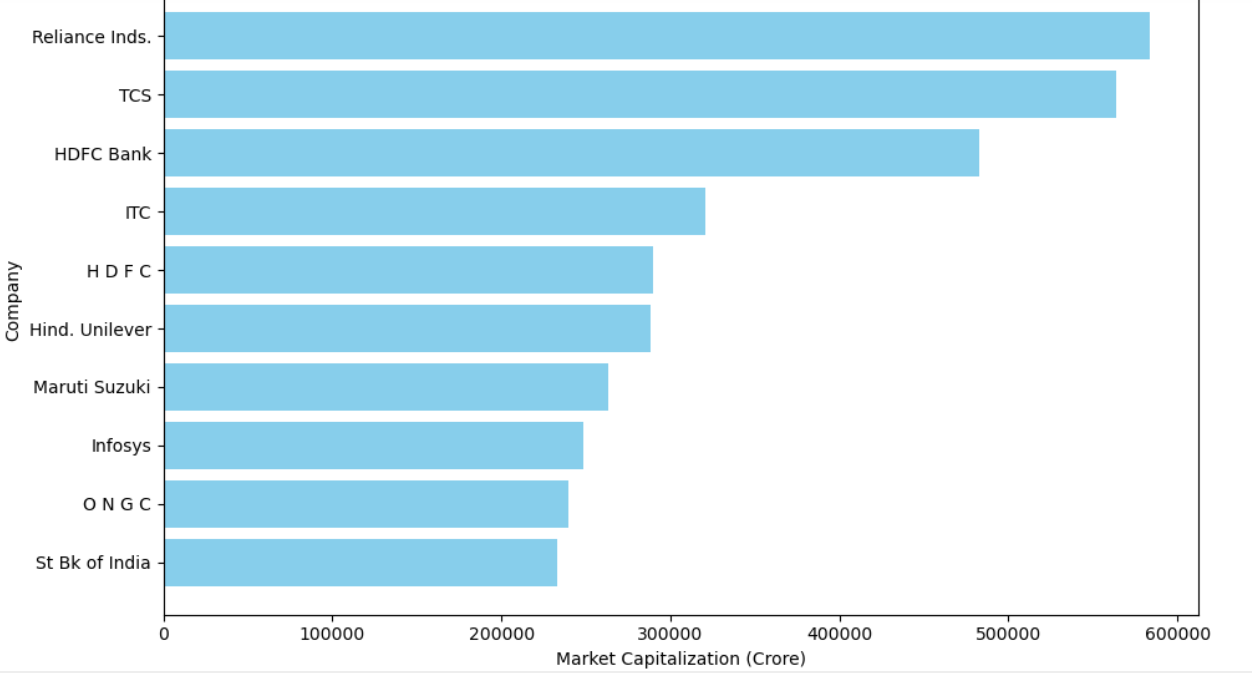 Reliance Inds.
TCS
HDFC Bank
ITC
H D F C
Hind. Unilever
Maruti Suzuki
Infosys
O N G C
St Bk of India
Company
0 100000 200000 300000 400000 500000 600000
Market Capitalization (Crore)